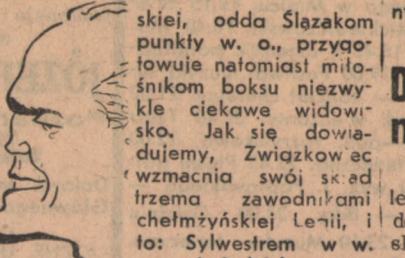 skiej, odda Ślązakom
punkty w. o., przygo-
towuje natomiast miło-
śnikom boksu niezwy-
kle ciekawe widowi-
sko. Jak się dowia-
dujemy, Związkowiec
wzmacnia swój skład
trzema zawodnikami
chełmżyńskiej Legii, i
to: Sylwestrem w w.